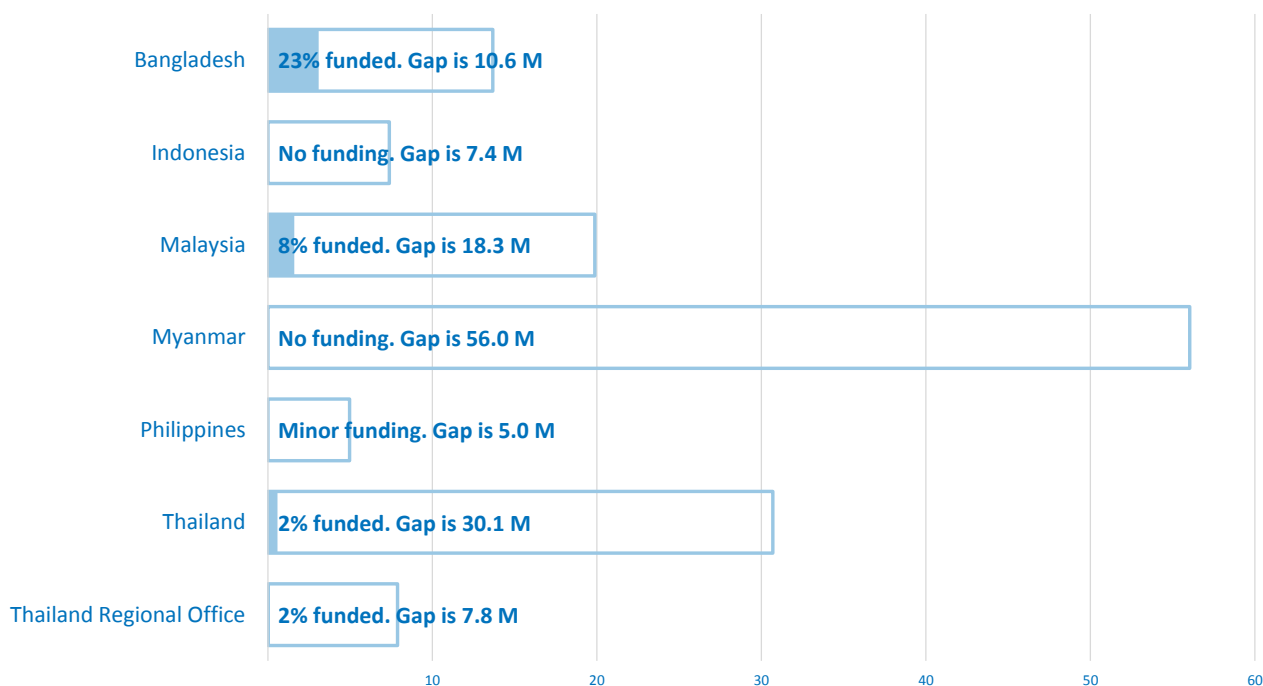 Bangladesh 23% funded. Gap is 10.6 M
Indonesia No funding. Gap is 7.4 M
Malaysia 8% funded. Gap is 18.3 M
Myanmar No funding. Gap is 56.0 M
Philippines Minor funding. Gap is 5.0 M
Thailand 2% funded. Gap is 30.1 M
Thailand Regional Office 2% funded. Gap is 7.8 M
10 20 30 40 50 60